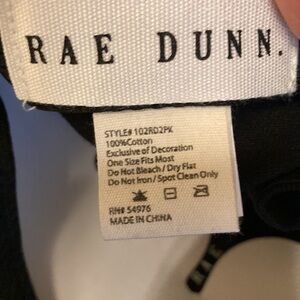 RAE DUNN.
STYLE# 102RD2PK
100%Cotton
Exclusive of Decoration
One Size Fits Most
Do Not Bleach / Dry Flat
Do Not Iron / Spot Clean Only
RN# 54976
MADE IN CHINA